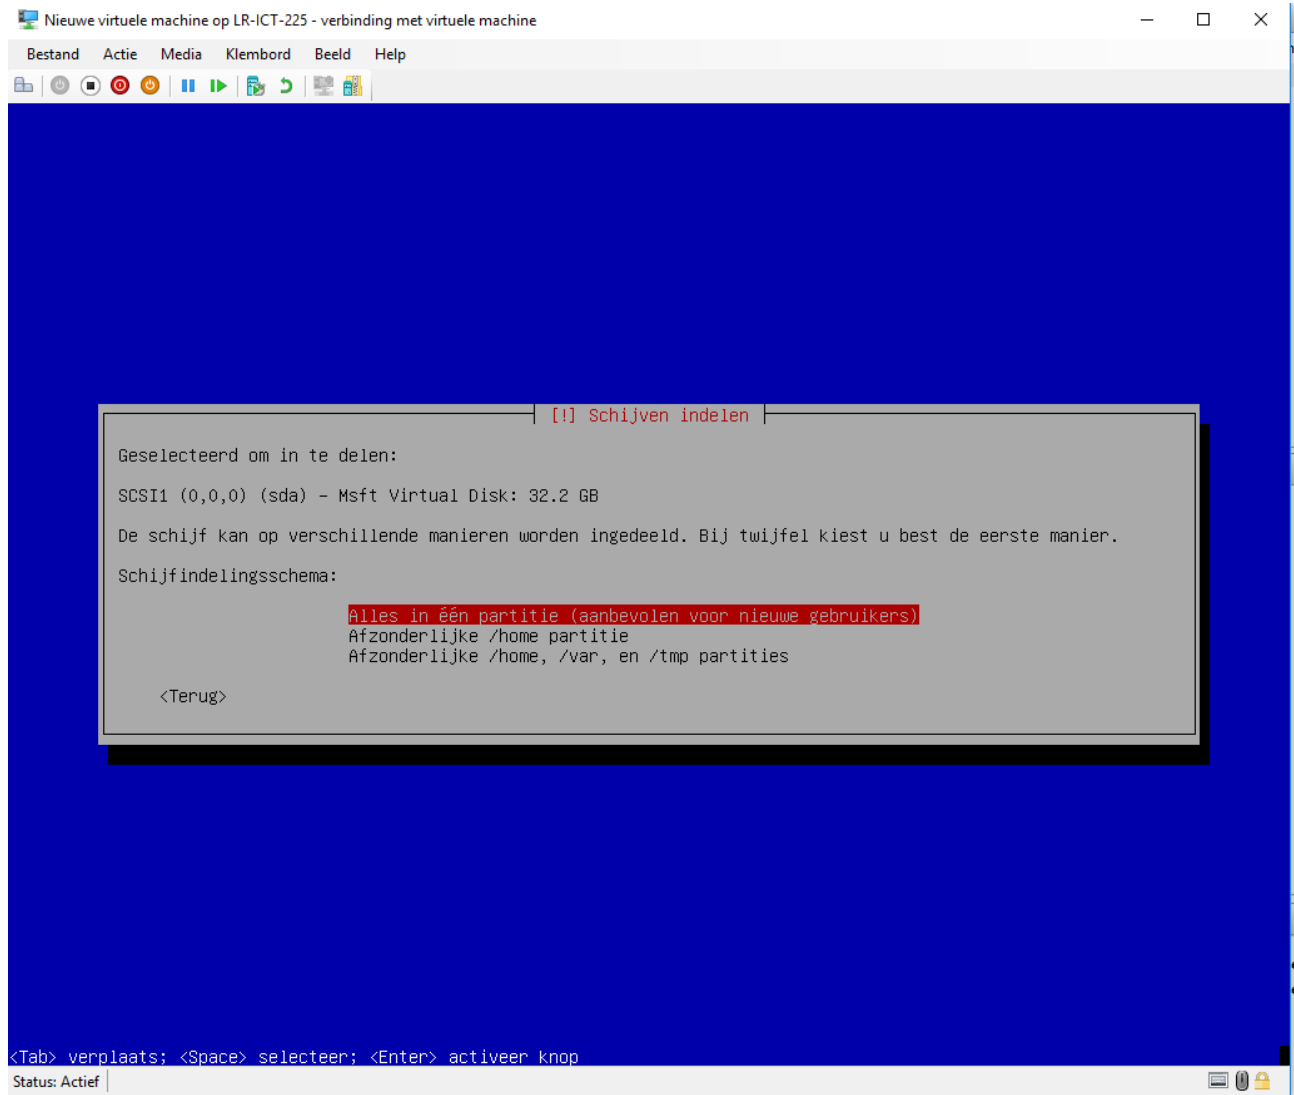 Nieuwe virtuele machine op LR-ICT-225 - verbinding met virtuele machine
Bestand Actie Media Klembord Beeld Help
[!] Schijven indelen
Geselecteerd om in te delen:
SCSI1 (0,0,0) (sda) - Msft Virtual Disk: 32.2 GB
De schijf kan op verschillende manieren worden ingedeeld. Bij twijfel kiest u best de eerste manier.
Schijfindelingsschema:
Alles in één partitie (aanbevolen voor nieuwe gebruikers)
Afzonderlijke /home partitie
Afzonderlijke /home, /var, en /tmp partities
<Terug>
<Tab> verplaats; <Space> selecteer; <Enter> activeer knop
Status: Actief